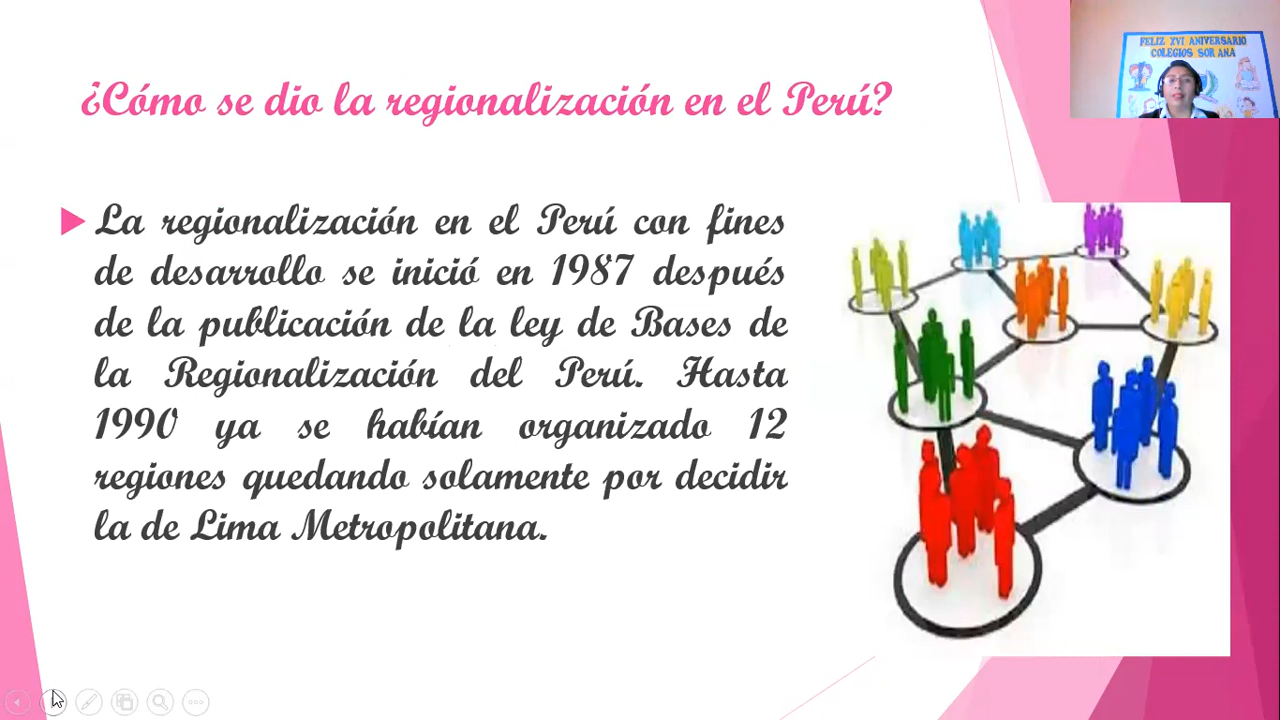 ¿Cómo se dio la regionalización en el Perú?
FELIZ XVI ANIVERSARIO
COLEGIOS SOR ANA
La regionalización en el Perú con fines
de desarrollo se inició en 1987 después
de la publicación de la ley de Bases de
la Regionalización del Perú. Hasta
1990 ya se habían organizado 12
regiones quedando solamente por decidir
la de Lima Metropolitana.